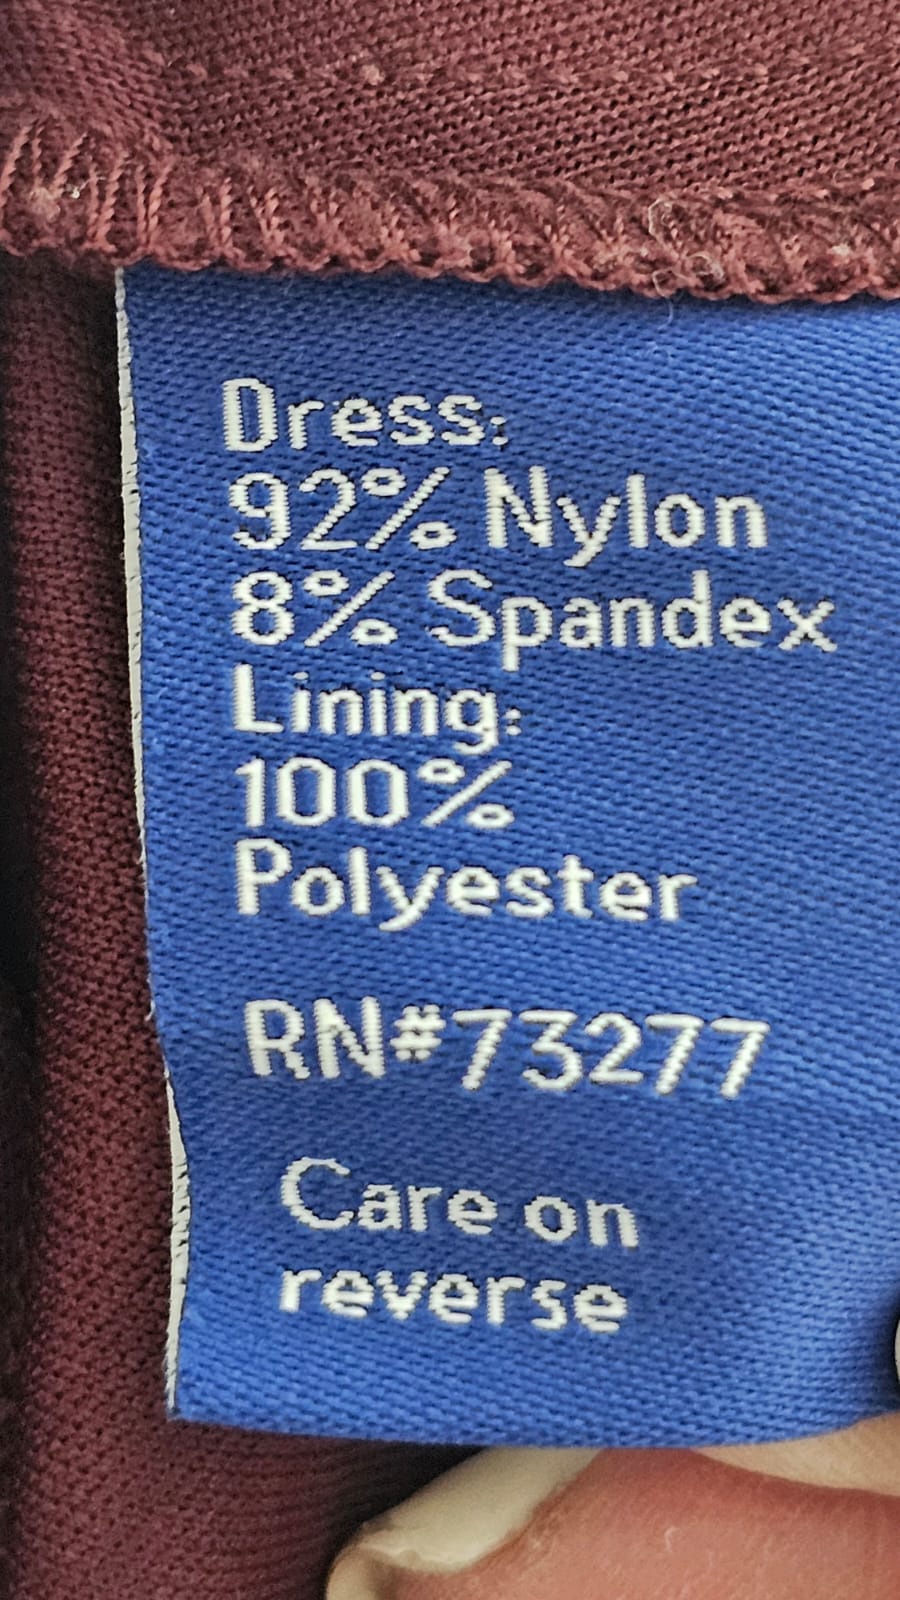 Dress:
92% Nylon
8% Spandex
Lining:
100%
Polyester
RN#73277
Care on
reverse